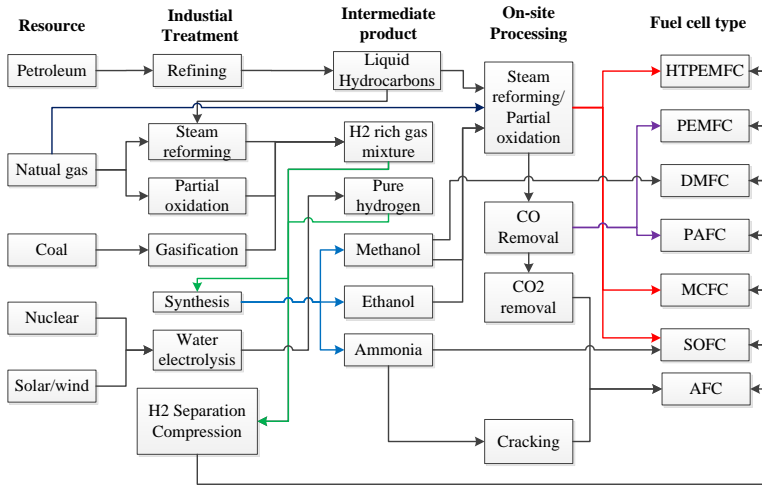 Resource
Industial
Treatment
Intermediate
product
On-site
Processing
Fuel cell type
Petroleum
Refining
Liquid
Hydrocarbons
Steam
reforming/
Partial
oxidation
HTPEMFC
Natual gas
Steam
reforming
H2 rich gas
mixture
PEMFC
Partial
oxidation
Pure
hydrogen
DMFC
Coal
Gasification
Methanol
CO
Removal
PAFC
Synthesis
Ethanol
CO2
removal
MCFC
Nuclear
Water
electrolysis
Ammonia
SOFC
Solar/wind
AFC
H2 Separation
Compression
Cracking